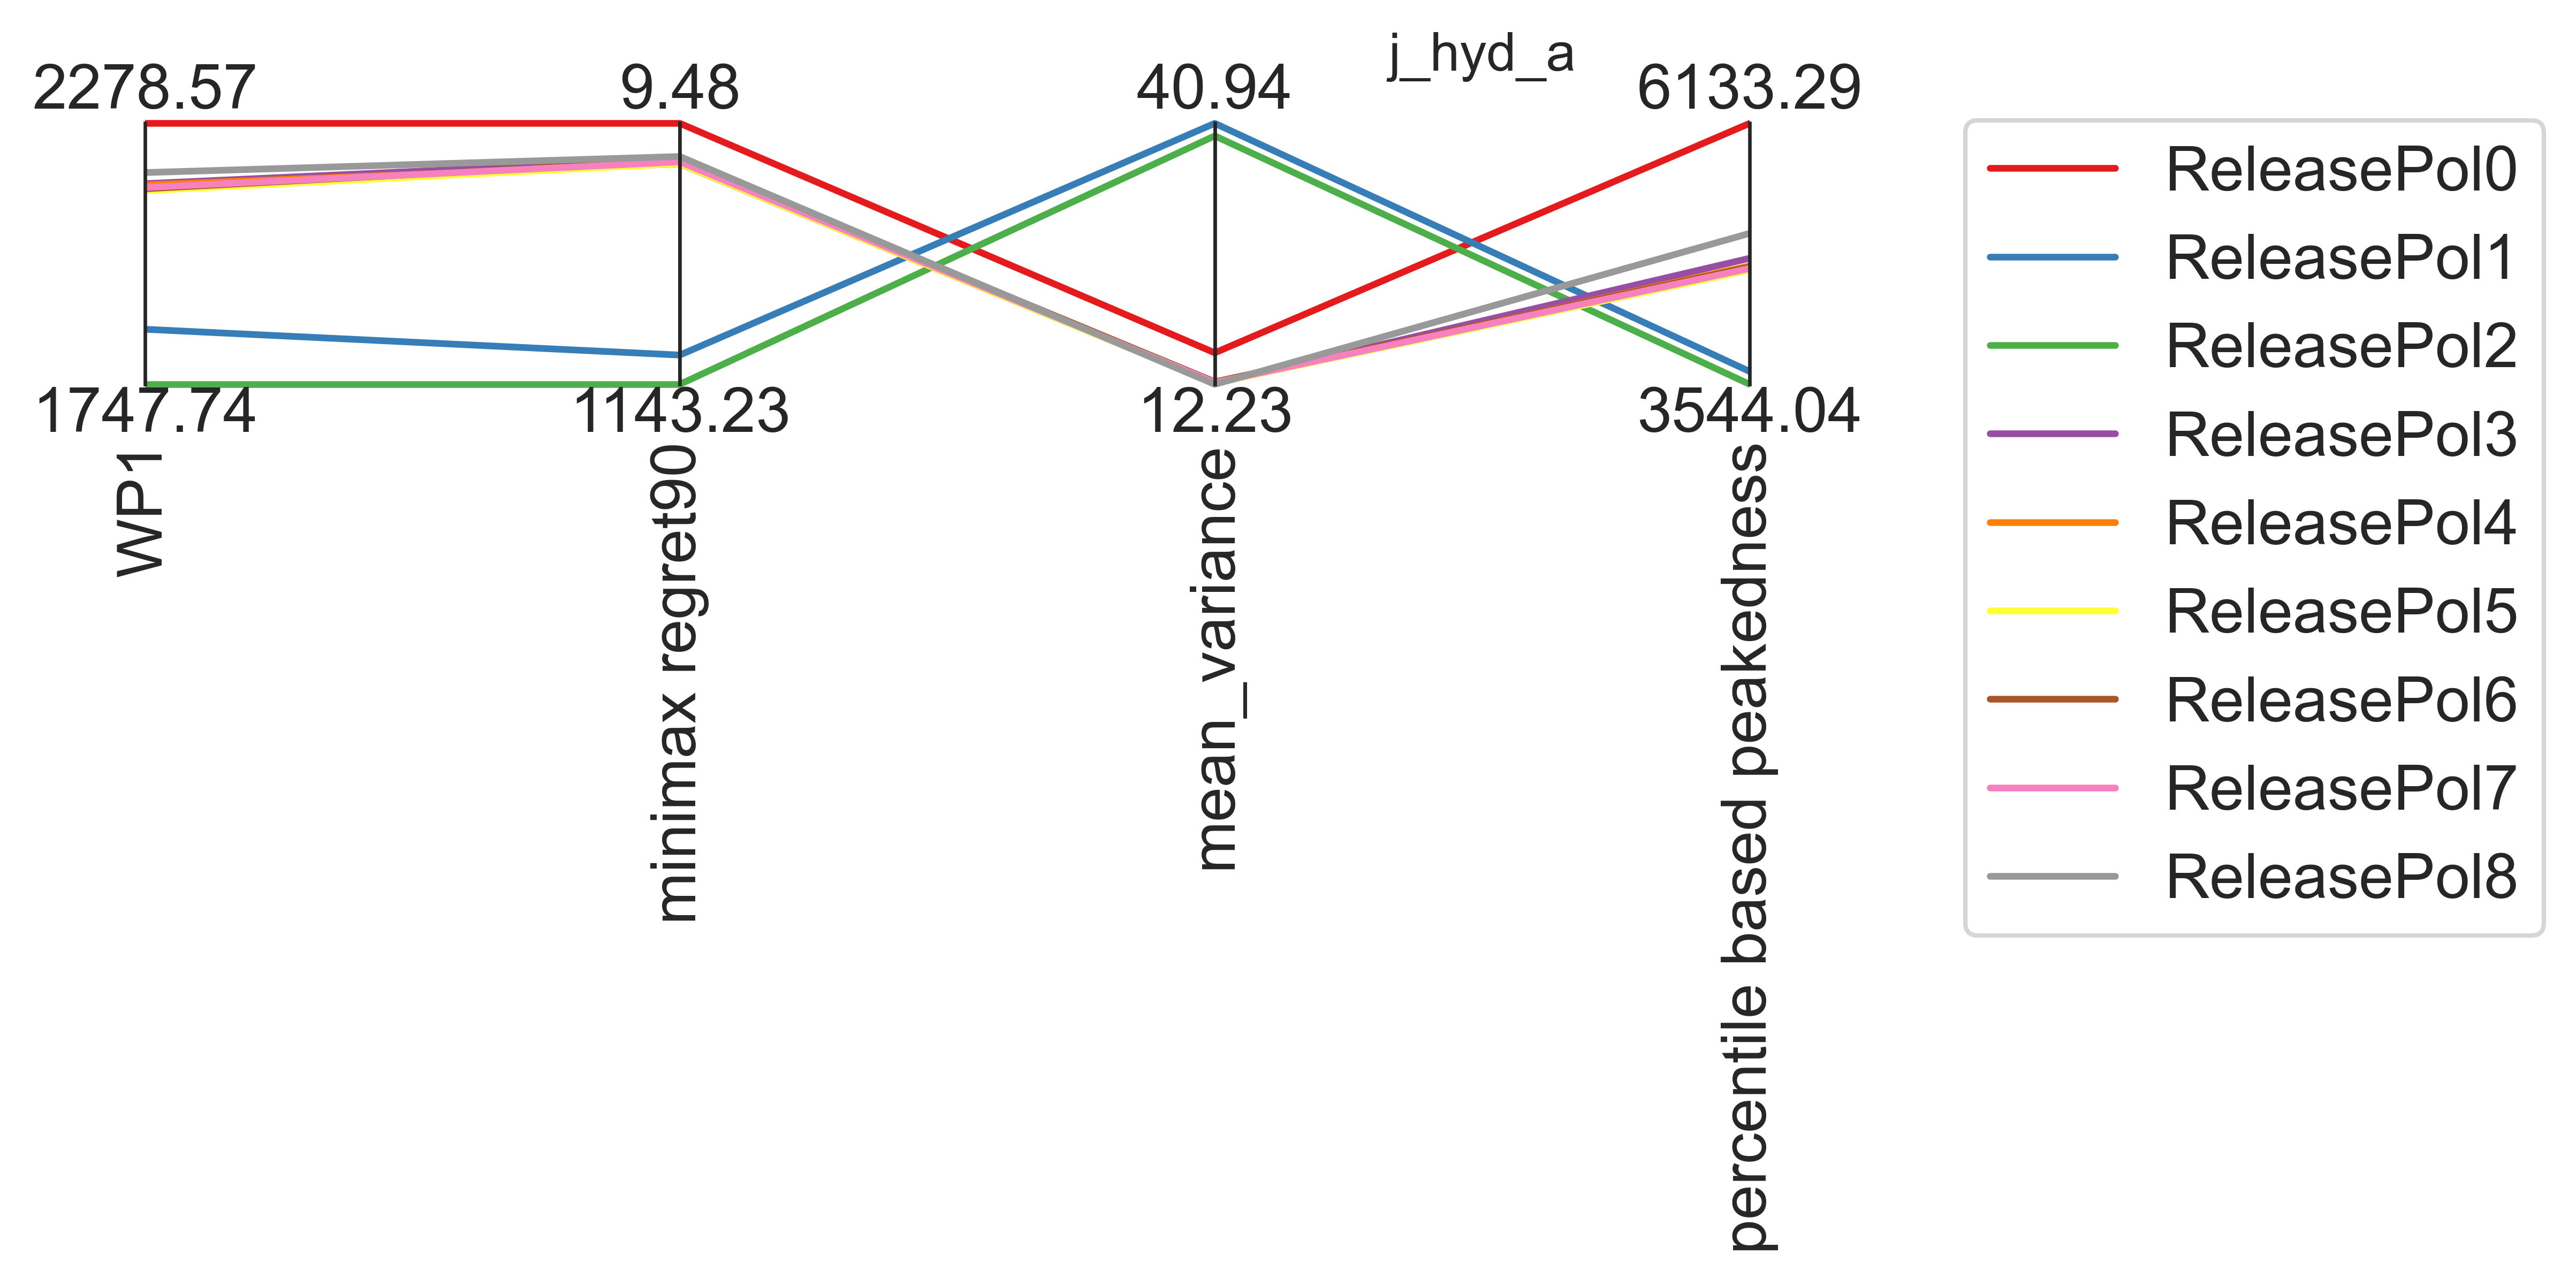 j_hyd_a
2278.57
9.48
40.94
6133.29
1747.74
1143.23
12.23
3544.04
WP1
minimax regret90
mean_variance
percentile based peakedness
ReleasePol0
ReleasePol1
ReleasePol2
ReleasePol3
ReleasePol4
ReleasePol5
ReleasePol6
ReleasePol7
ReleasePol8